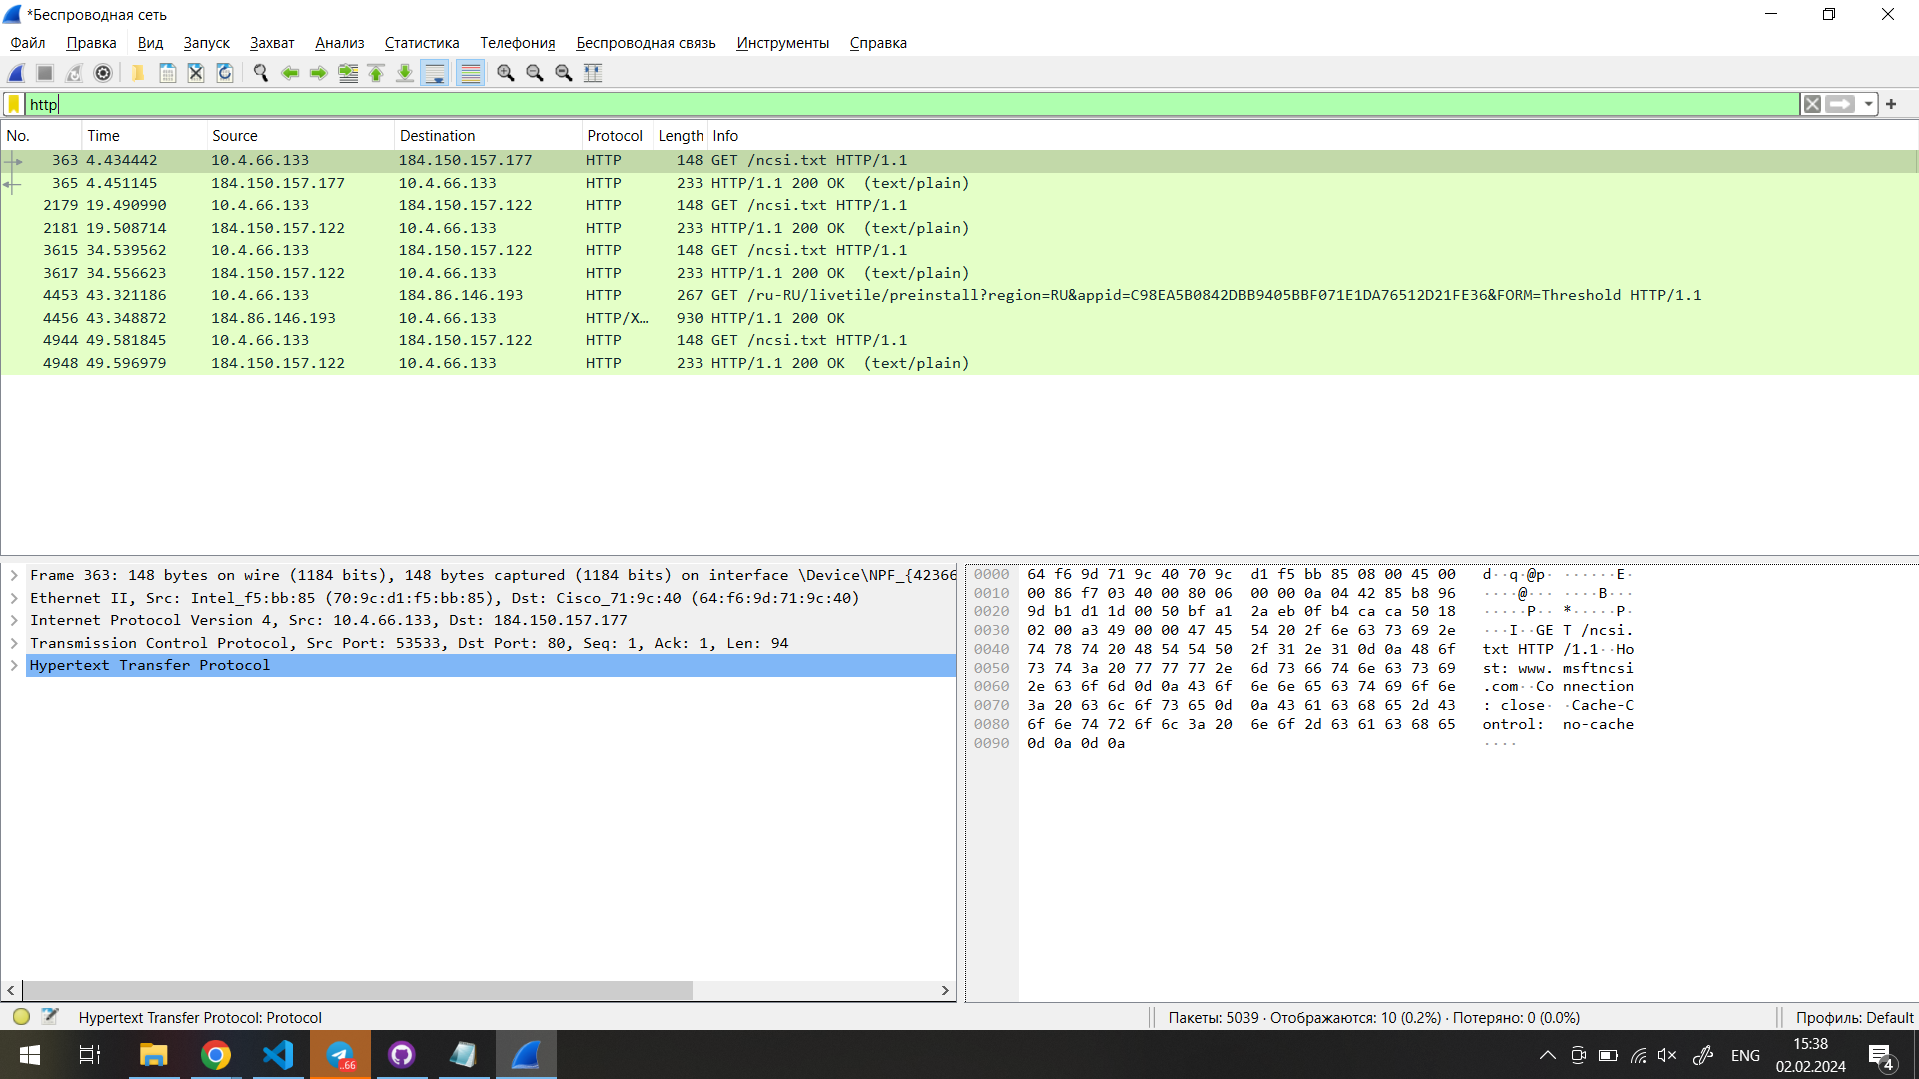 *Беспроводная сеть
Файл Правка Вид Запуск Захват Анализ Статистика Телефония Беспроводная связь Инструменты Справка
http
No. Time Source Destination Protocol Length Info
363 4.434442 10.4.66.133 184.150.157.177 HTTP 148 GET /ncsi.txt HTTP/1.1
365 4.451145 184.150.157.177 10.4.66.133 HTTP 233 HTTP/1.1 200 OK (text/plain)
2179 19.490990 10.4.66.133 184.150.157.122 HTTP 148 GET /ncsi.txt HTTP/1.1
2181 19.508714 184.150.157.122 10.4.66.133 HTTP 233 HTTP/1.1 200 OK (text/plain)
3615 34.539562 10.4.66.133 184.150.157.122 HTTP 148 GET /ncsi.txt HTTP/1.1
3617 34.556623 184.150.157.122 10.4.66.133 HTTP 233 HTTP/1.1 200 OK (text/plain)
4453 43.321186 10.4.66.133 184.86.146.193 HTTP 267 GET /ru-RU/livetile/preinstall?region=RU&appid=C98EA5B0842DBB9405BBF071E1DA76512D21FE36&FORM=Threshold HTTP/1.1
4456 43.348872 184.86.146.193 10.4.66.133 HTTP/X… 930 HTTP/1.1 200 OK
4944 49.581845 10.4.66.133 184.150.157.122 HTTP 148 GET /ncsi.txt HTTP/1.1
4948 49.596979 184.150.157.122 10.4.66.133 HTTP 233 HTTP/1.1 200 OK (text/plain)
Frame 363: 148 bytes on wire (1184 bits), 148 bytes captured (1184 bits) on interface \Device\NPF_{42366
Ethernet II, Src: Intel_f5:bb:85 (70:9c:d1:f5:bb:85), Dst: Cisco_71:9c:40 (64:f6:9d:71:9c:40)
Internet Protocol Version 4, Src: 10.4.66.133, Dst: 184.150.157.177
Transmission Control Protocol, Src Port: 53533, Dst Port: 80, Seq: 1, Ack: 1, Len: 94
Hypertext Transfer Protocol
0000 64 f6 9d 71 9c 40 70 9c d1 f5 bb 85 08 00 45 00 d··q·@p· ······E·
0010 00 86 f7 03 40 00 80 06 00 00 0a 04 42 85 b8 96 ····@··· ····B···
0020 9d b1 d1 1d 00 50 bf a1 2a eb 0f b4 ca ca 50 18 ·····P·· *·····P·
0030 02 00 a3 49 00 00 47 45 54 20 2f 6e 63 73 69 2e ···I··GE T /ncsi.
0040 74 78 74 20 48 54 54 50 2f 31 2e 31 0d 0a 48 6f txt HTTP /1.1··Ho
0050 73 74 3a 20 77 77 77 2e 6d 73 66 74 6e 63 73 69 st: www. msftncsi
0060 2e 63 6f 6d 0d 0a 43 6f 6e 6e 65 63 74 69 6f 6e .com··Co nnection
0070 3a 20 63 6c 6f 73 65 0d 0a 43 61 63 68 65 2d 43 : close· ·Cache-C
0080 6f 6e 74 72 6f 6c 3a 20 6e 6f 2d 63 61 63 68 65 ontrol: no-cache
0090 0d 0a 0d 0a ····
Hypertext Transfer Protocol: Protocol
Пакеты: 5039 · Отображаются: 10 (0.2%) · Потеряно: 0 (0.0%)
Профиль: Default
..66
ENG
15:38
02.02.2024
4